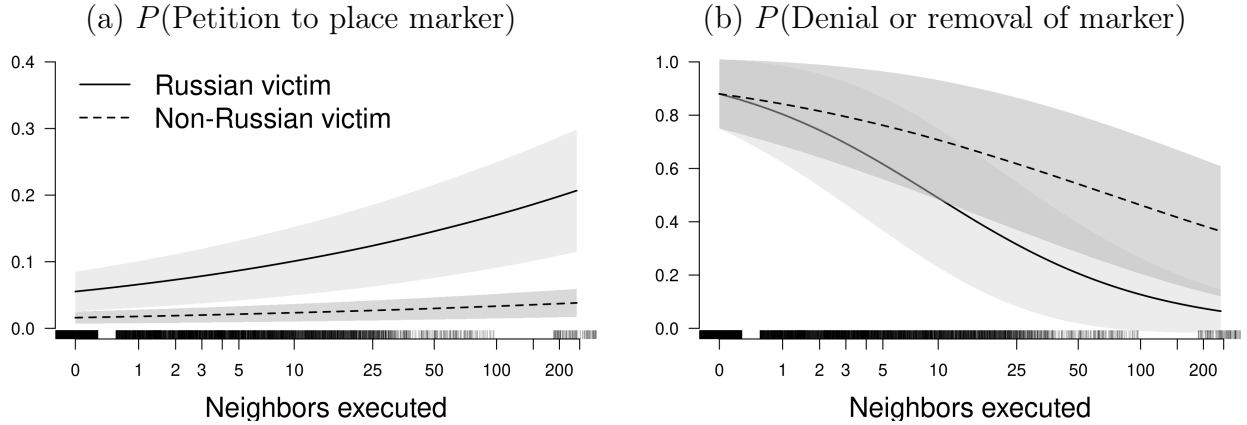 (a) P(Petition to place marker)
0.4
0.3
0.2
0.1
0.0
Russian victim
Non-Russian victim
0 1 2 3 5 10 25 50 100 200
Neighbors executed
(b) P(Denial or removal of marker)
1.0
0.8
0.6
0.4
0.2
0.0
0 1 2 3 5 10 25 50 100 200
Neighbors executed